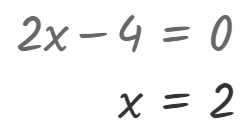 2x − 4 = 0
x = 2